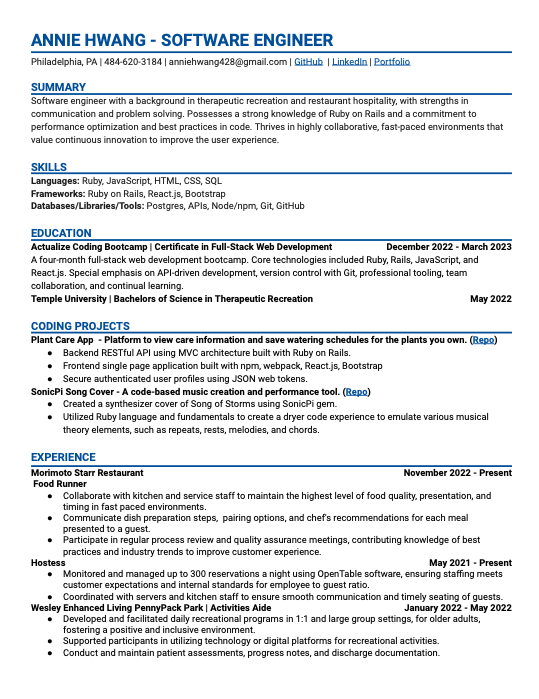 ANNIE HWANG - SOFTWARE ENGINEER
Philadelphia, PA | 484-620-3184 | anniehwang428@gmail.com | GitHub | LinkedIn | Portfolio
SUMMARY
Software engineer with a background in therapeutic recreation and restaurant hospitality, with strengths in
communication and problem solving. Possesses a strong knowledge of Ruby on Rails and a commitment to
performance optimization and best practices in code. Thrives in highly collaborative, fast-paced environments that
value continuous innovation to improve the user experience.
SKILLS
Languages: Ruby, JavaScript, HTML, CSS, SQL
Frameworks: Ruby on Rails, React.js, Bootstrap
Databases/Libraries/Tools: Postgres, APIs, Node/npm, Git, GitHub
EDUCATION
Actualize Coding Bootcamp | Certificate in Full-Stack Web Development December 2022 - March 2023
A four-month full-stack web development bootcamp. Core technologies included Ruby, Rails, JavaScript, and
React.js. Special emphasis on API-driven development, version control with Git, professional tooling, team
collaboration, and continual learning.
Temple University | Bachelors of Science in Therapeutic Recreation May 2022
CODING PROJECTS
Plant Care App - Platform to view care information and save watering schedules for the plants you own. (Repo)
● Backend RESTful API using MVC architecture built with Ruby on Rails.
● Frontend single page application built with npm, webpack, React.js, Bootstrap
● Secure authenticated user profiles using JSON web tokens.
SonicPi Song Cover - A code-based music creation and performance tool. (Repo)
● Created a synthesizer cover of Song of Storms using SonicPi gem.
● Utilized Ruby language and fundamentals to create a dryer code experience to emulate various musical
theory elements, such as repeats, rests, melodies, and chords.
EXPERIENCE
Morimoto Starr Restaurant November 2022 - Present
Food Runner
● Collaborate with kitchen and service staff to maintain the highest level of food quality, presentation, and
timing in fast paced environments.
● Communicate dish preparation steps, pairing options, and chef's recommendations for each meal
presented to a guest.
● Participate in regular process review and quality assurance meetings, contributing knowledge of best
practices and industry trends to improve customer experience.
Hostess May 2021 - Present
● Monitored and managed up to 300 reservations a night using OpenTable software, ensuring staffing meets
customer expectations and internal standards for employee to guest ratio.
● Coordinated with servers and kitchen staff to ensure smooth communication and timely seating of guests.
Wesley Enhanced Living PennyPack Park | Activities Aide January 2022 - May 2022
● Developed and facilitated daily recreational programs in 1:1 and large group settings, for older adults,
fostering a positive and inclusive environment.
● Supported participants in utilizing technology or digital platforms for recreational activities.
● Conduct and maintain patient assessments, progress notes, and discharge documentation.